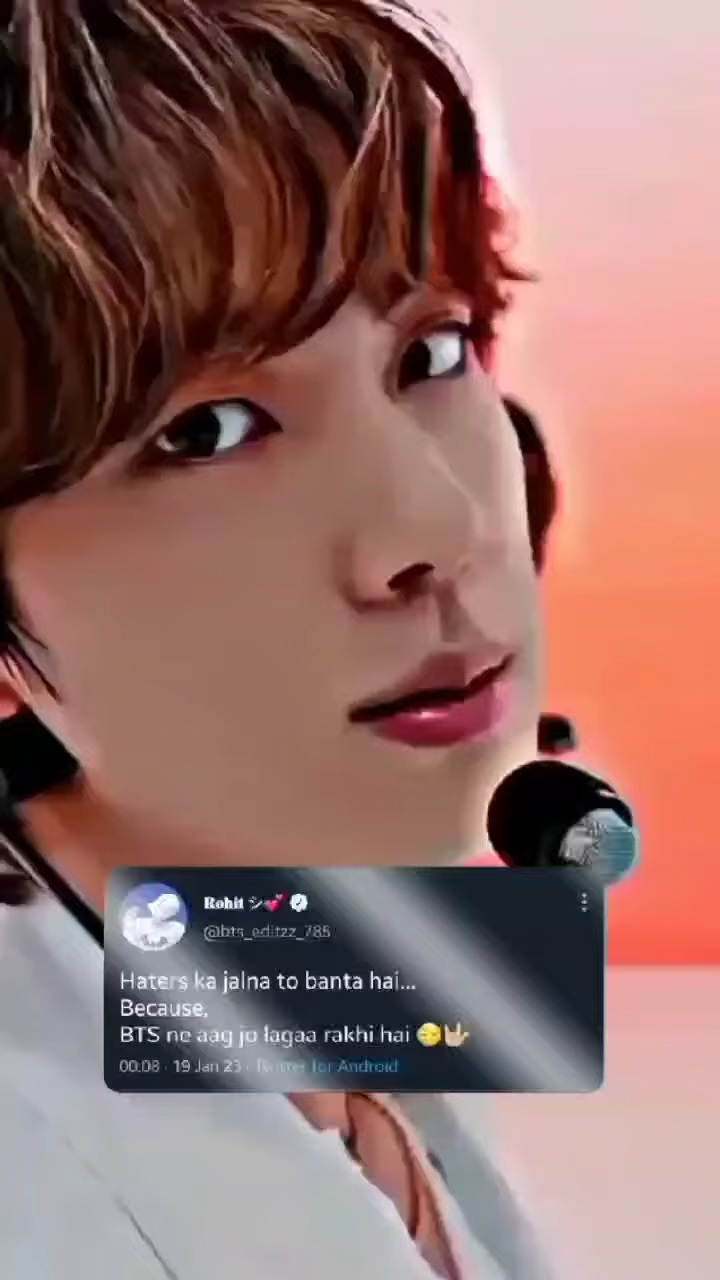 Rohit シ💕
@bts_editzz_785
Haters ka jalna to banta hai...
Because,
BTS ne aag jo lagaa rakhi hai 😏🤟🏼
00:08 · 19 Jan 23 · Twitter for Android